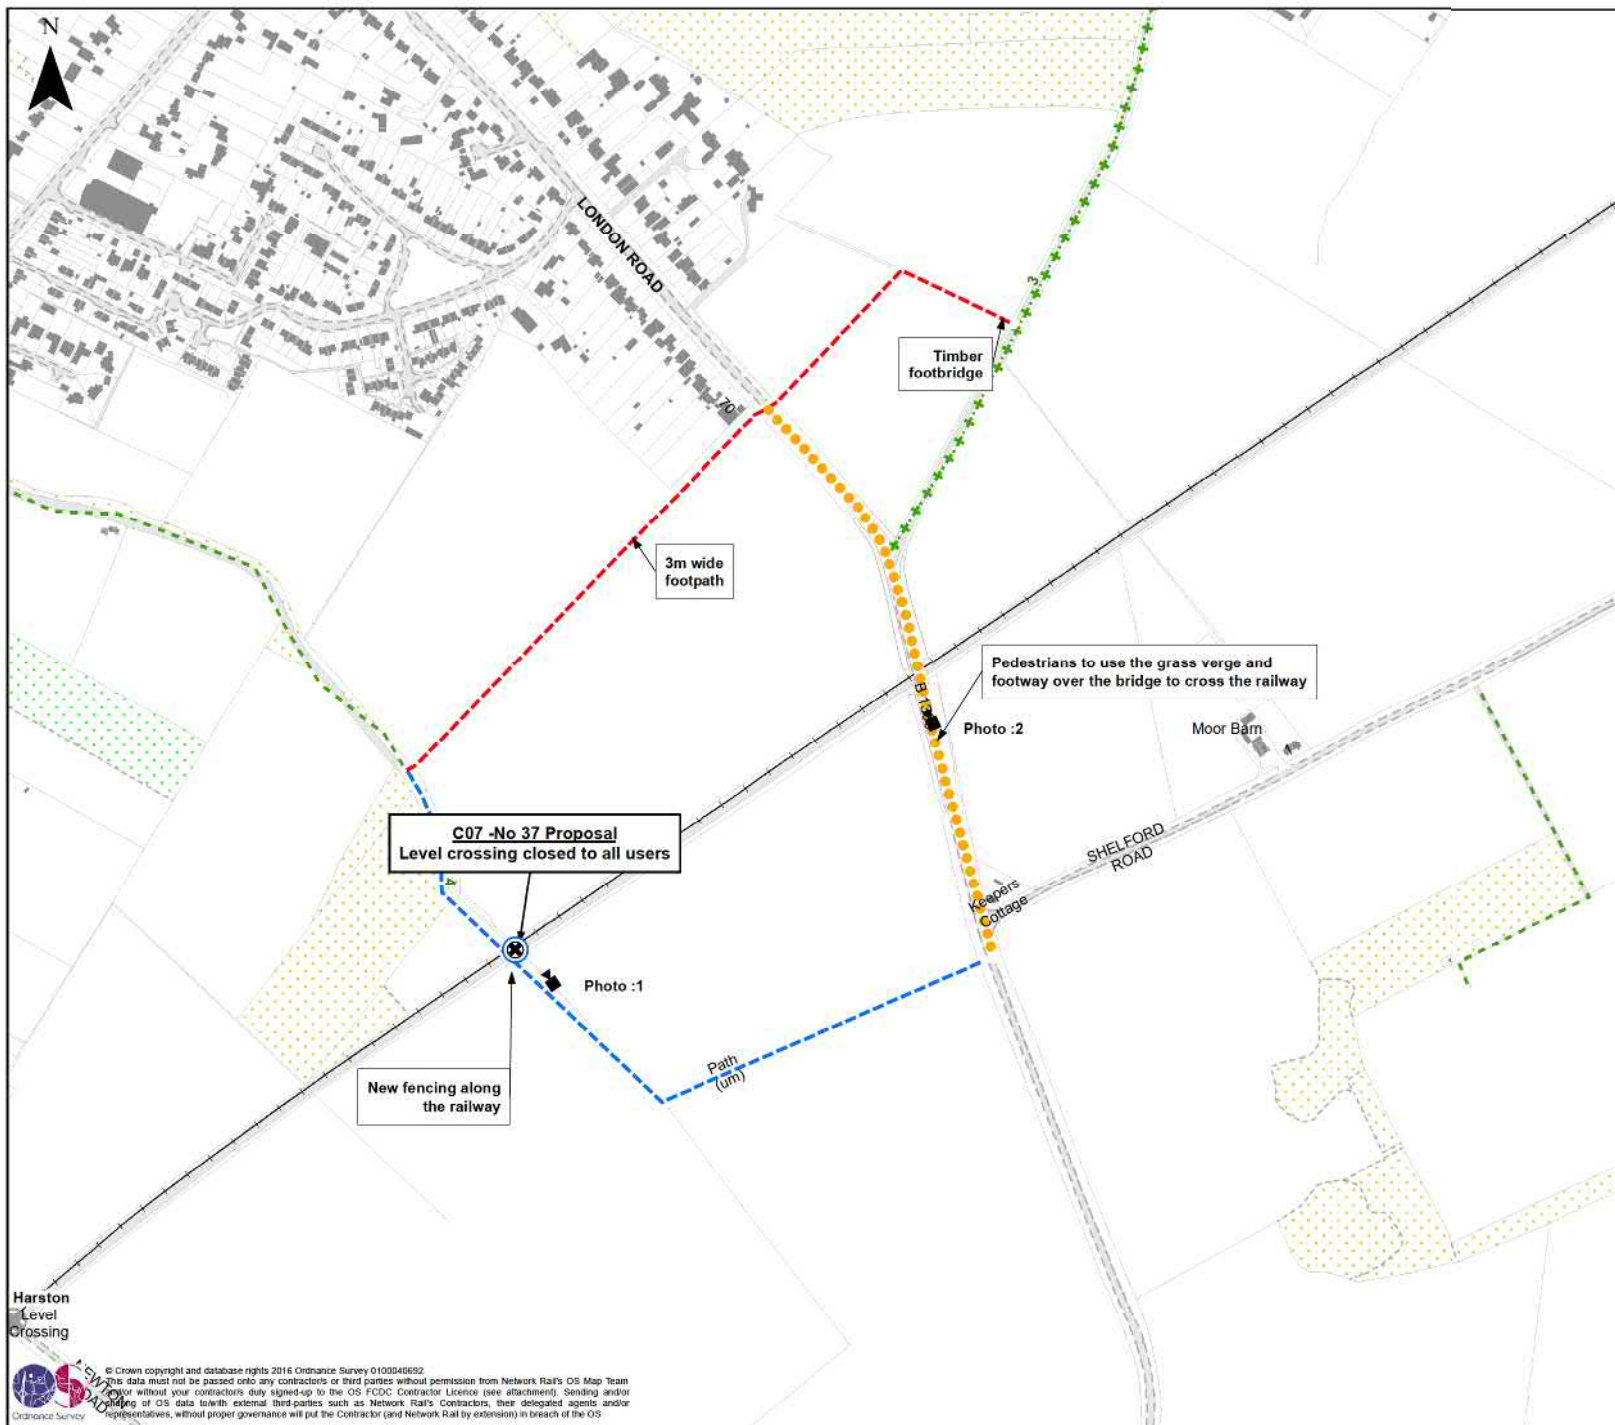 N
LONDON ROAD
3
Timber
footbridge
70
3m wide
footpath
Pedestrians to use the grass verge and
footway over the bridge to cross the railway
Photo :2
Moor Barn
C07 -No 37 Proposal
Level crossing closed to all users
4
SHELFORD
ROAD
Keepers
Cottage
Photo :1
Path
(um)
New fencing along
the railway
Harston
Level
Crossing
Ordnance Survey
© Crown copyright and database rights 2016 Ordnance Survey 0100040692
This data must not be passed onto any contractor/s or third parties without permission from Network Rail's OS Map Team
and/or without your contractor/s duly signed-up to the OS FCDC Contractor Licence (see attachment). Sending and/or
sharing of OS data to/with external third-parties such as Network Rail's Contractors, their delegated agents and/or
representatives, without proper governance will put the Contractor (and Network Rail by extension) in breach of the OS